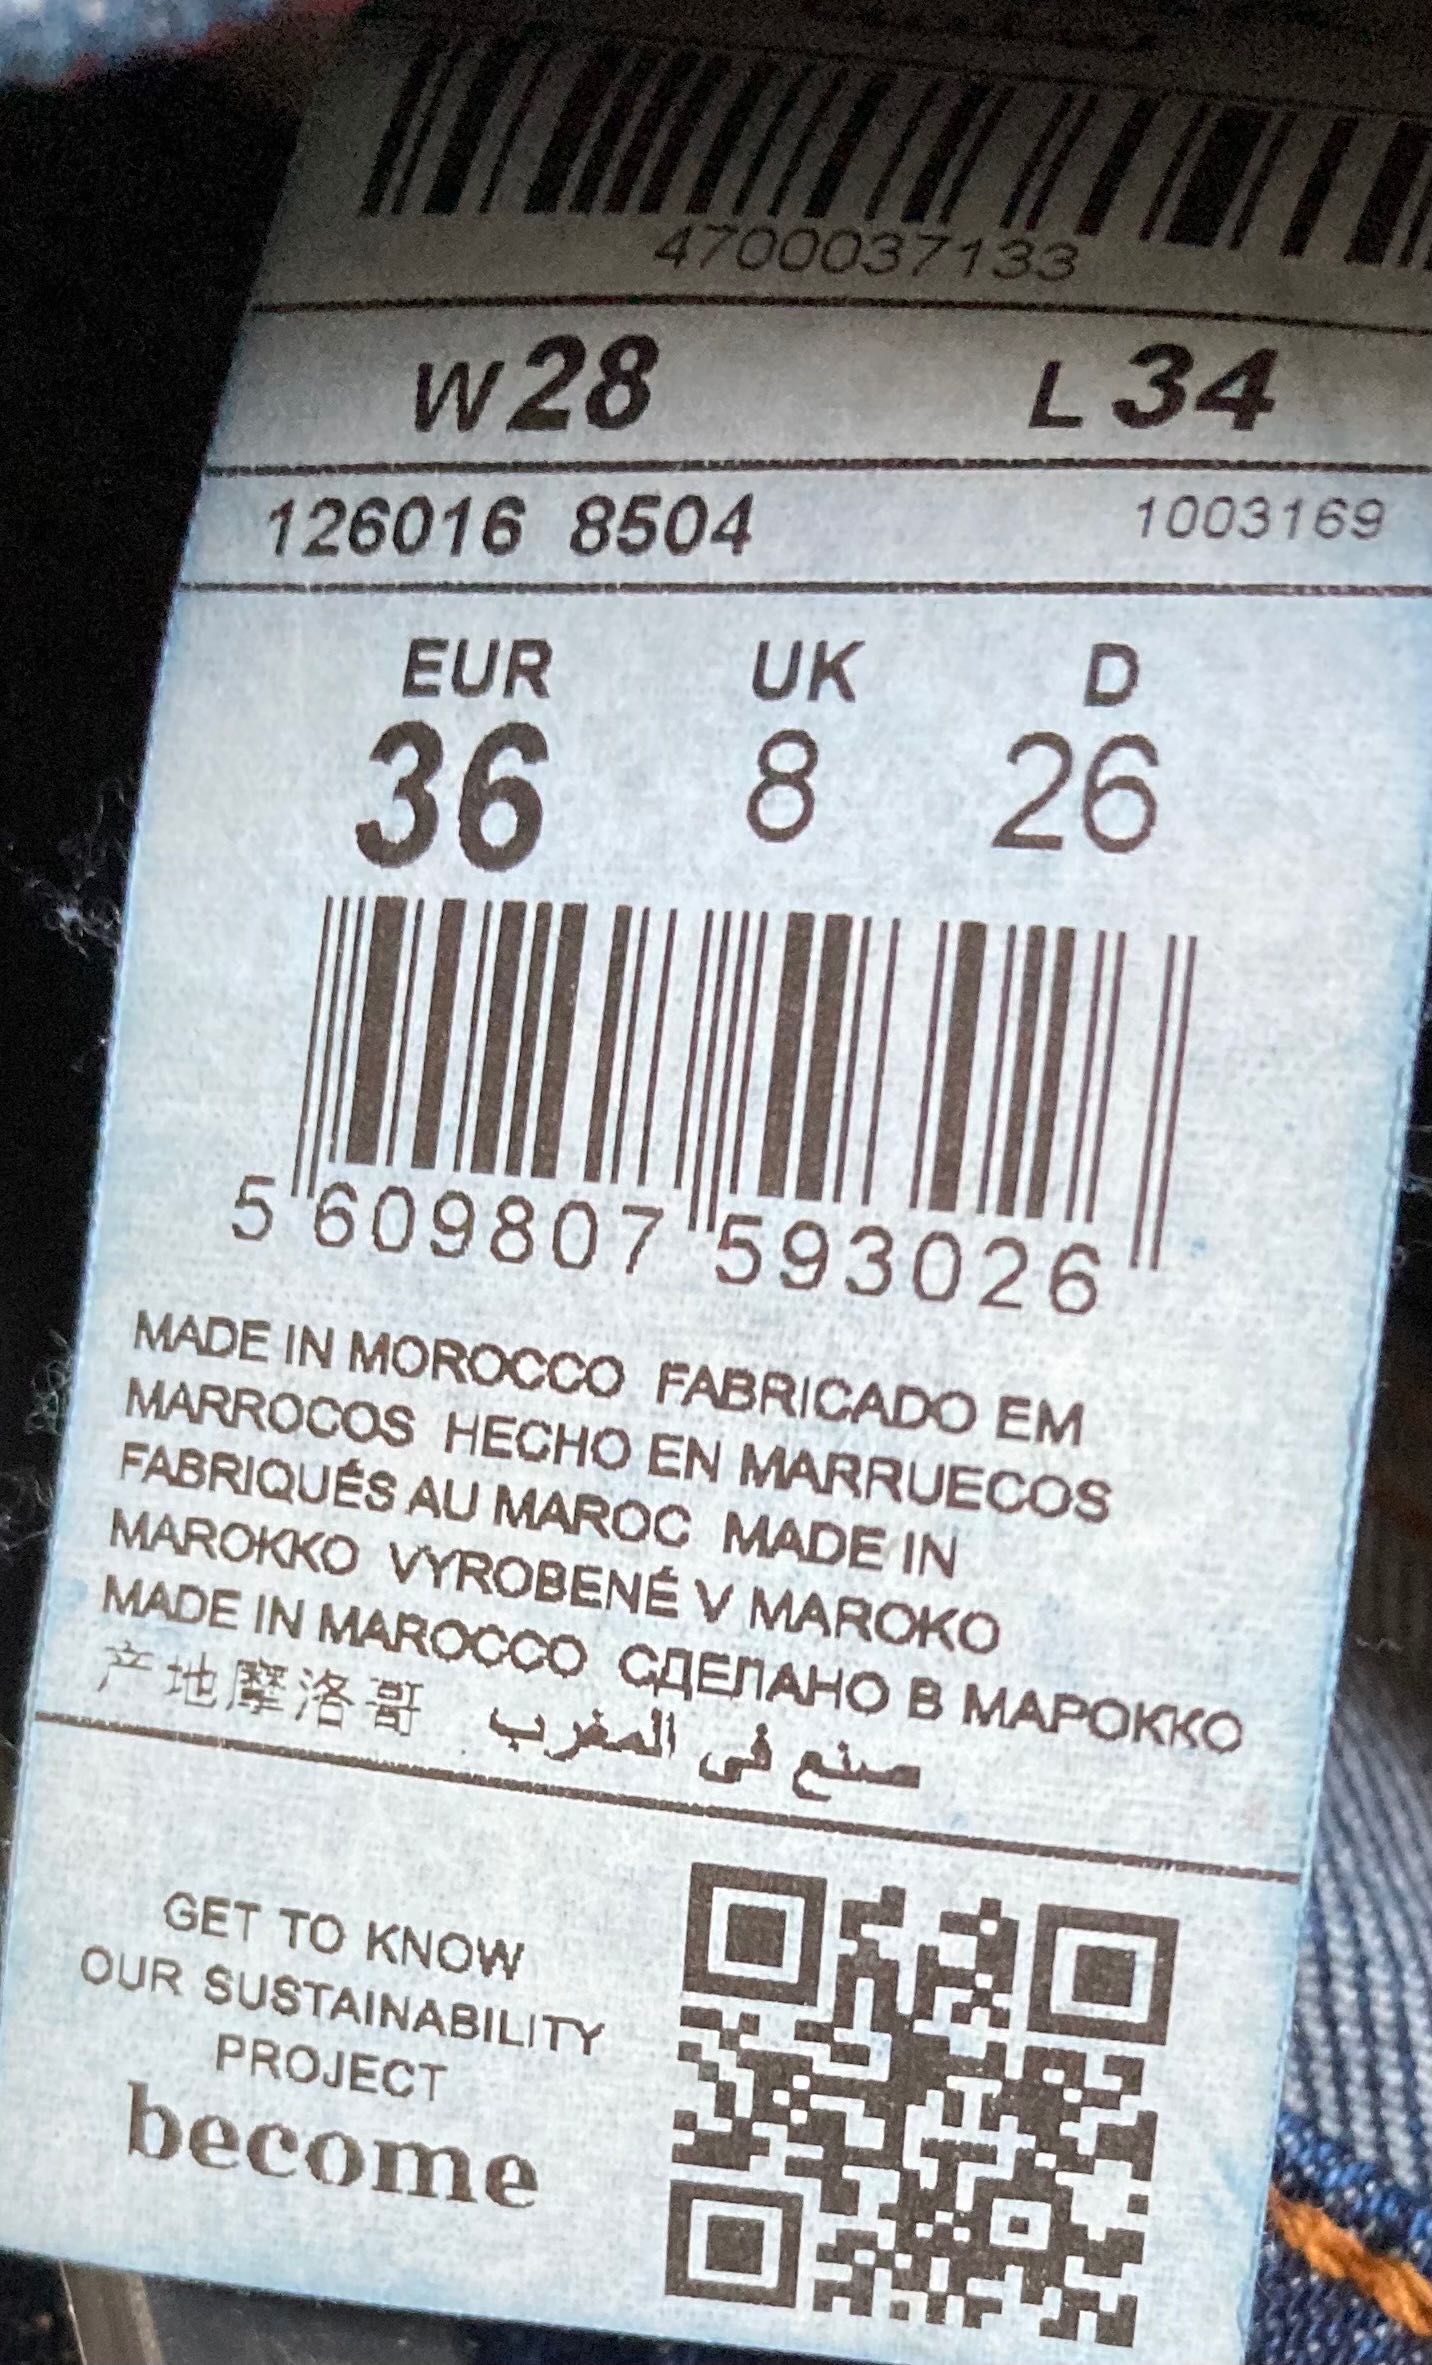 4700037133
W 28 L 34
126016 8504 1003169
EUR UK D
36 8 26
5 609807 593026
MADE IN MOROCCO FABRICADO EM
MARROCOS HECHO EN MARRUECOS
FABRIQUÉS AU MAROC MADE IN
MAROKKO VYROBENÉ V MAROKO
MADE IN MAROCCO СДЕЛАНО В МАРОККО
产地摩洛哥 صنع في المغرب
GET TO KNOW
OUR SUSTAINABILITY
PROJECT
become